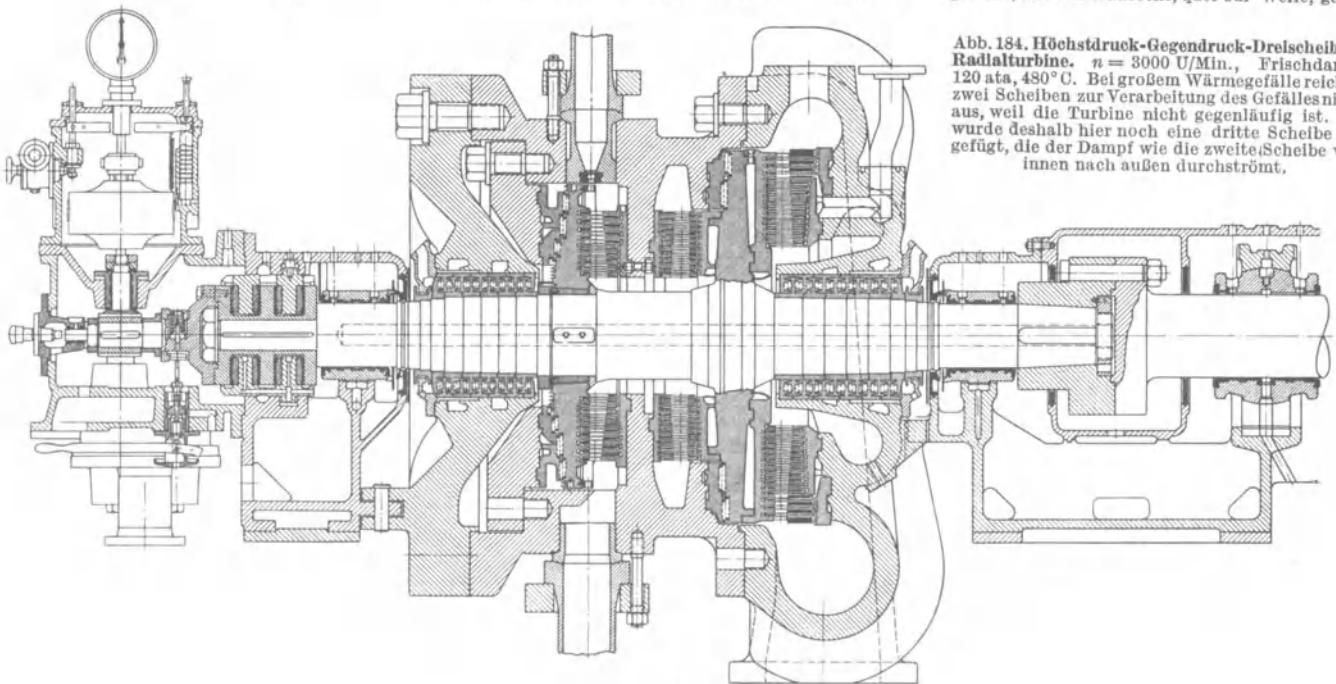 Abb. 184. Höchstdruck-Gegendruck-Dreischeib
Radialturbine. n = 3000 U/Min., Frischda
120 ata, 480° C. Bei großem Wärmegefälle reic
zwei Scheiben zur Verarbeitung des Gefälles ni
aus, weil die Turbine nicht gegenläufig ist.
wurde deshalb hier noch eine dritte Scheibe
gefügt, die der Dampf wie die zweite Scheibe v
innen nach außen durchströmt.